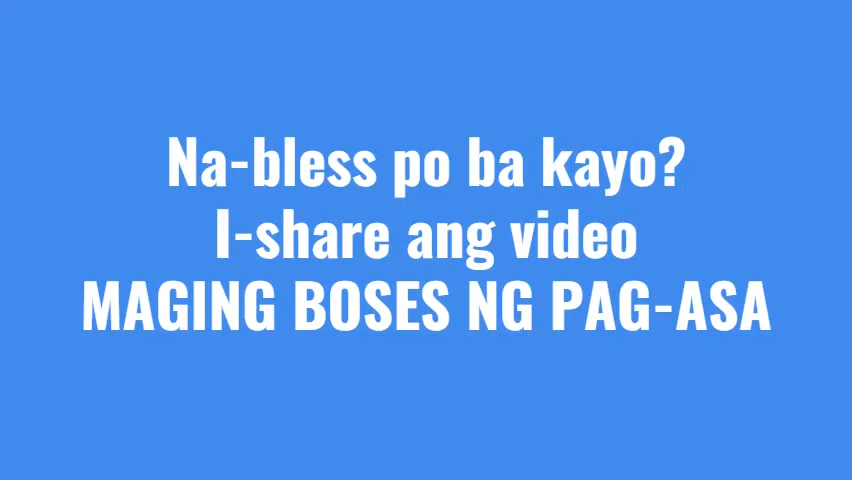 Na-bless po ba kayo?
I-share ang video
MAGING BOSES NG PAG-ASA